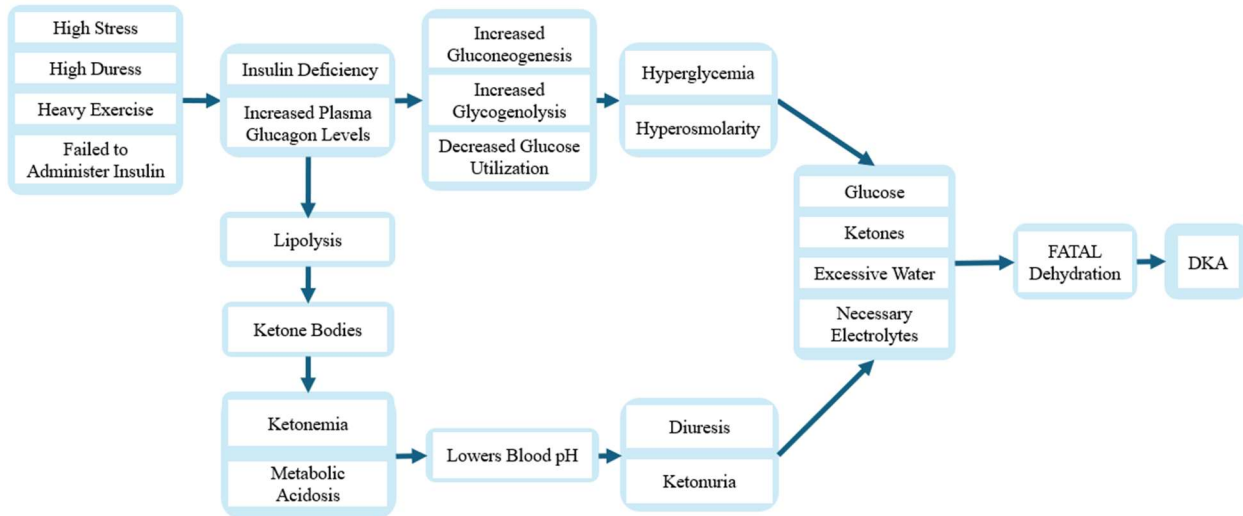 High Stress
High Duress
Heavy Exercise
Failed to
Administer Insulin
Insulin Deficiency
Increased Plasma
Glucagon Levels
Increased
Gluconeogenesis
Increased
Glycogenolysis
Decreased Glucose
Utilization
Hyperglycemia
Hyperosmolarity
Lipolysis
Ketone Bodies
Ketonemia
Metabolic
Acidosis
Lowers Blood pH
Diuresis
Ketonuria
Glucose
Ketones
Excessive Water
Necessary
Electrolytes
FATAL
Dehydration
DKA